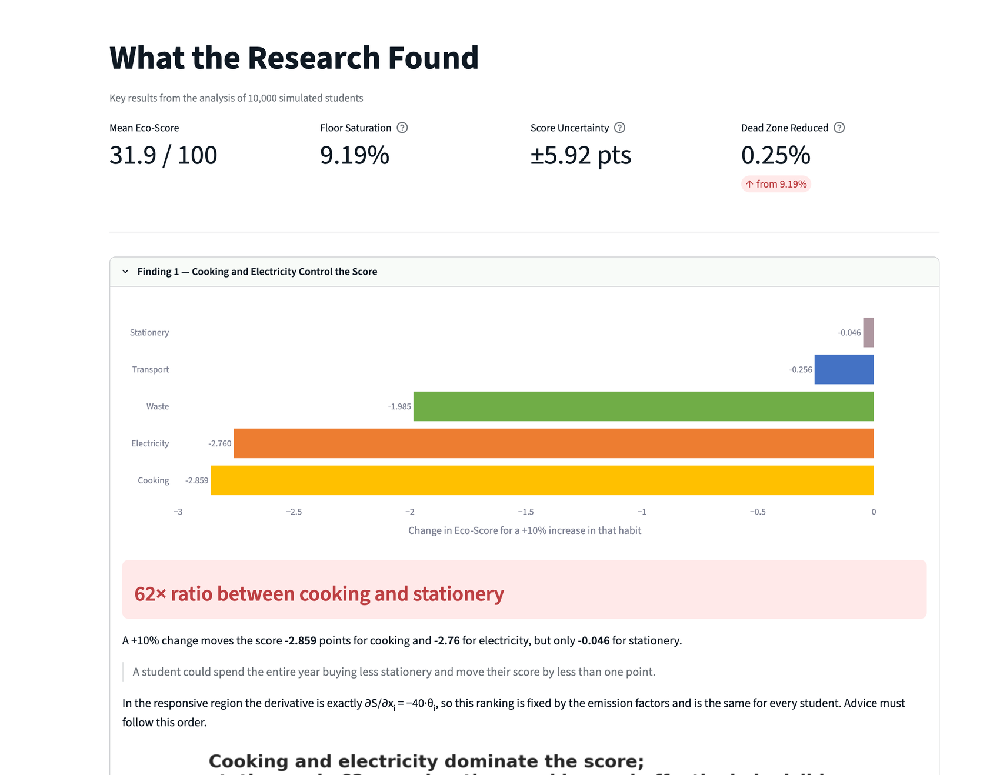 What the Research Found
Key results from the analysis of 10,000 simulated students
Mean Eco-Score
31.9 / 100
Floor Saturation
9.19%
Score Uncertainty
±5.92 pts
Dead Zone Reduced
0.25%
↑ from 9.19%
Finding 1 — Cooking and Electricity Control the Score
Stationery
-0.046
Transport
-0.256
Waste
-1.985
Electricity
-2.760
Cooking
-2.859
−3 −2.5 −2 −1.5 −1 −0.5 0
Change in Eco-Score for a +10% increase in that habit
62× ratio between cooking and stationery
A +10% change moves the score -2.859 points for cooking and -2.76 for electricity, but only -0.046 for stationery.
A student could spend the entire year buying less stationery and move their score by less than one point.
In the responsive region the derivative is exactly ∂S/∂xᵢ = −40·θᵢ, so this ranking is fixed by the emission factors and is the same for every student. Advice must
follow this order.
Cooking and electricity dominate the score;